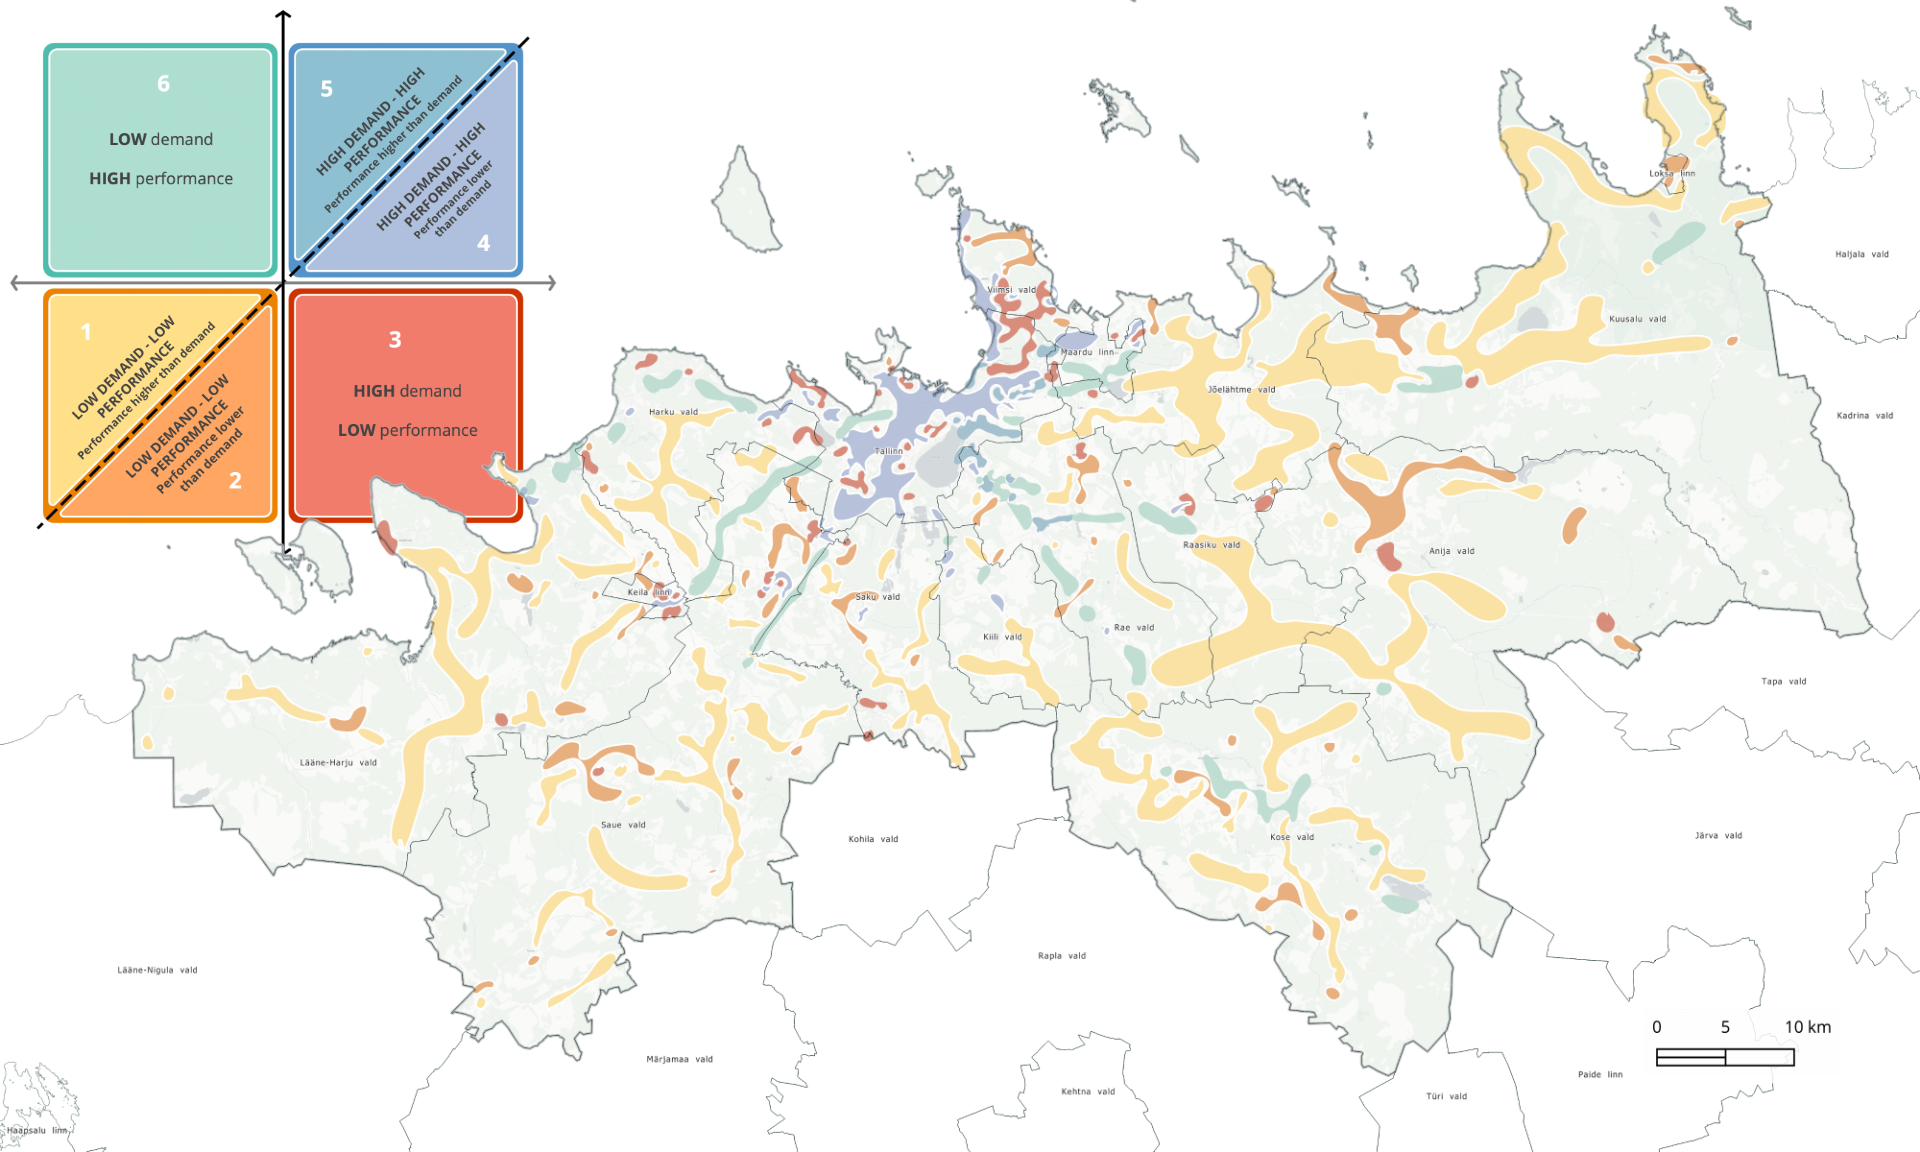 6
LOW demand
HIGH performance
5
HIGH DEMAND - HIGH
PERFORMANCE
Performance higher than demand
HIGH DEMAND - HIGH
PERFORMANCE
Performance lower
than demand
4
1
LOW DEMAND - LOW
PERFORMANCE
Performance higher than demand
LOW DEMAND - LOW
PERFORMANCE
Performance lower
than demand
2
3
HIGH demand
LOW performance
Loksa linn
Haljala vald
Viimsi vald
Kuusalu vald
Maardu linn
Jõelähtme vald
Harku vald
Kadrina vald
Tallinn
Raasiku vald
Anija vald
Keila linn
Saku vald
Rae vald
Kiili vald
Tapa vald
Lääne-Harju vald
Saue vald
Kohila vald
Kose vald
Järva vald
Lääne-Nigula vald
Rapla vald
0 5 10 km
Märjamaa vald
Paide linn
Kehtna vald
Türi vald
Haapsalu linn